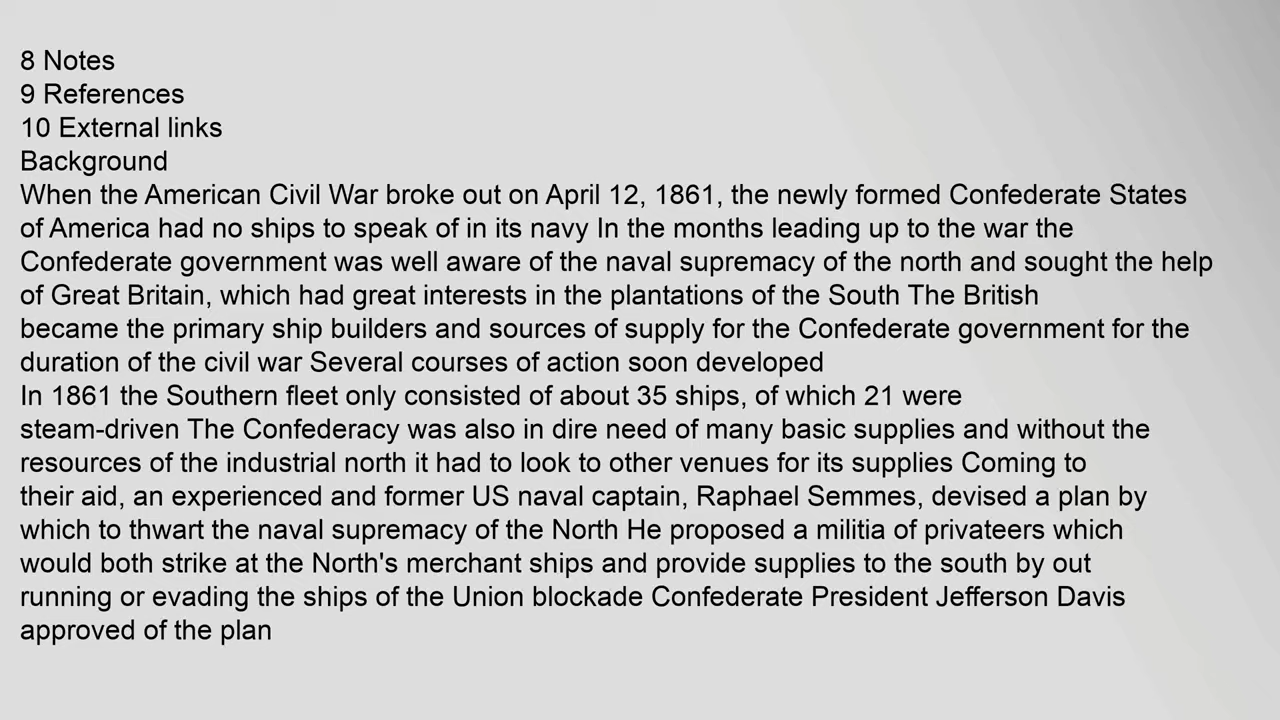 8 Notes
9 References
10 External links
Background
When the American Civil War broke out on April 12, 1861, the newly formed Confederate States
of America had no ships to speak of in its navy In the months leading up to the war the
Confederate government was well aware of the naval supremacy of the north and sought the help
of Great Britain, which had great interests in the plantations of the South The British
became the primary ship builders and sources of supply for the Confederate government for the
duration of the civil war Several courses of action soon developed
In 1861 the Southern fleet only consisted of about 35 ships, of which 21 were
steam-driven The Confederacy was also in dire need of many basic supplies and without the
resources of the industrial north it had to look to other venues for its supplies Coming to
their aid, an experienced and former US naval captain, Raphael Semmes, devised a plan by
which to thwart the naval supremacy of the North He proposed a militia of privateers which
would both strike at the North's merchant ships and provide supplies to the south by out
running or evading the ships of the Union blockade Confederate President Jefferson Davis
approved of the plan